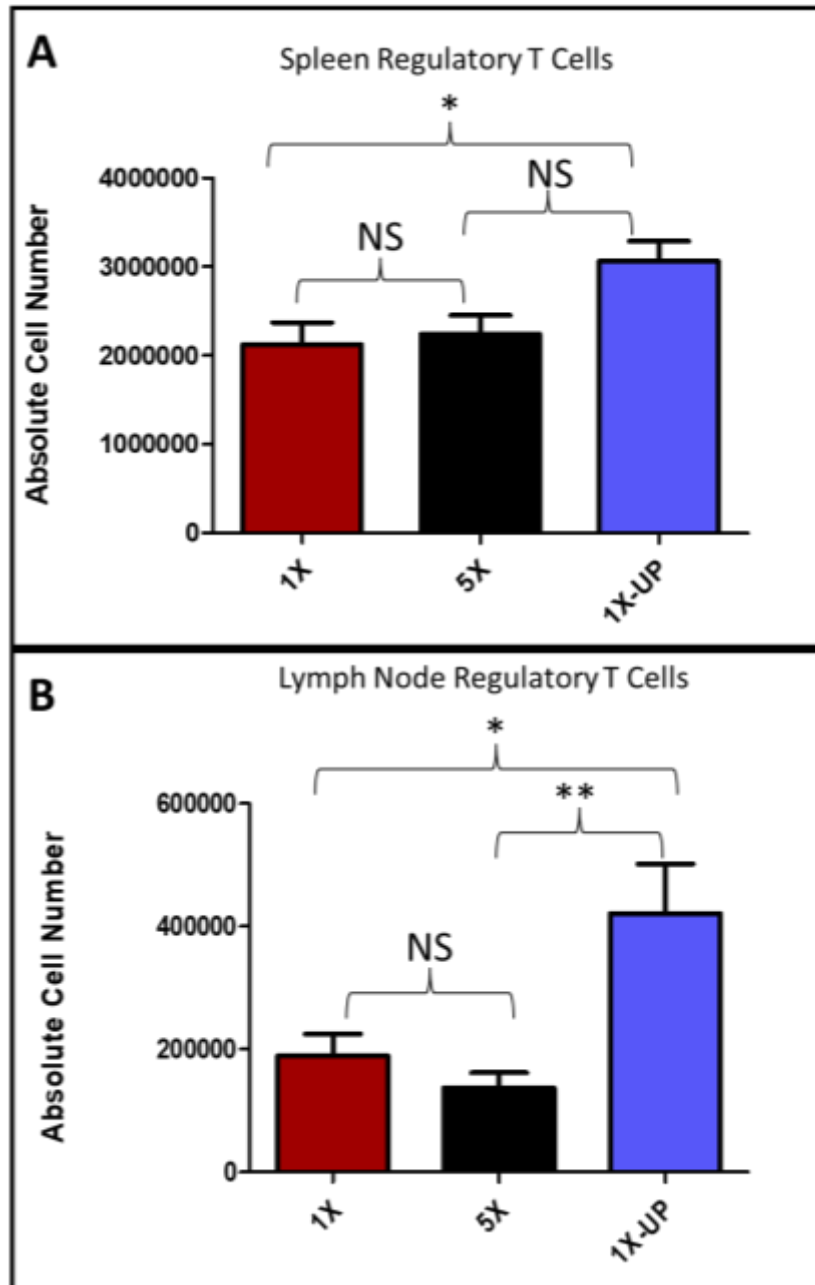 A
Spleen Regulatory T Cells
*
NS
NS
4000000
3000000
2000000
1000000
0
Absolute Cell Number
1X
5X
1X-UP
B
Lymph Node Regulatory T Cells
*
**
NS
600000
400000
200000
0
Absolute Cell Number
1X
5X
1X-UP